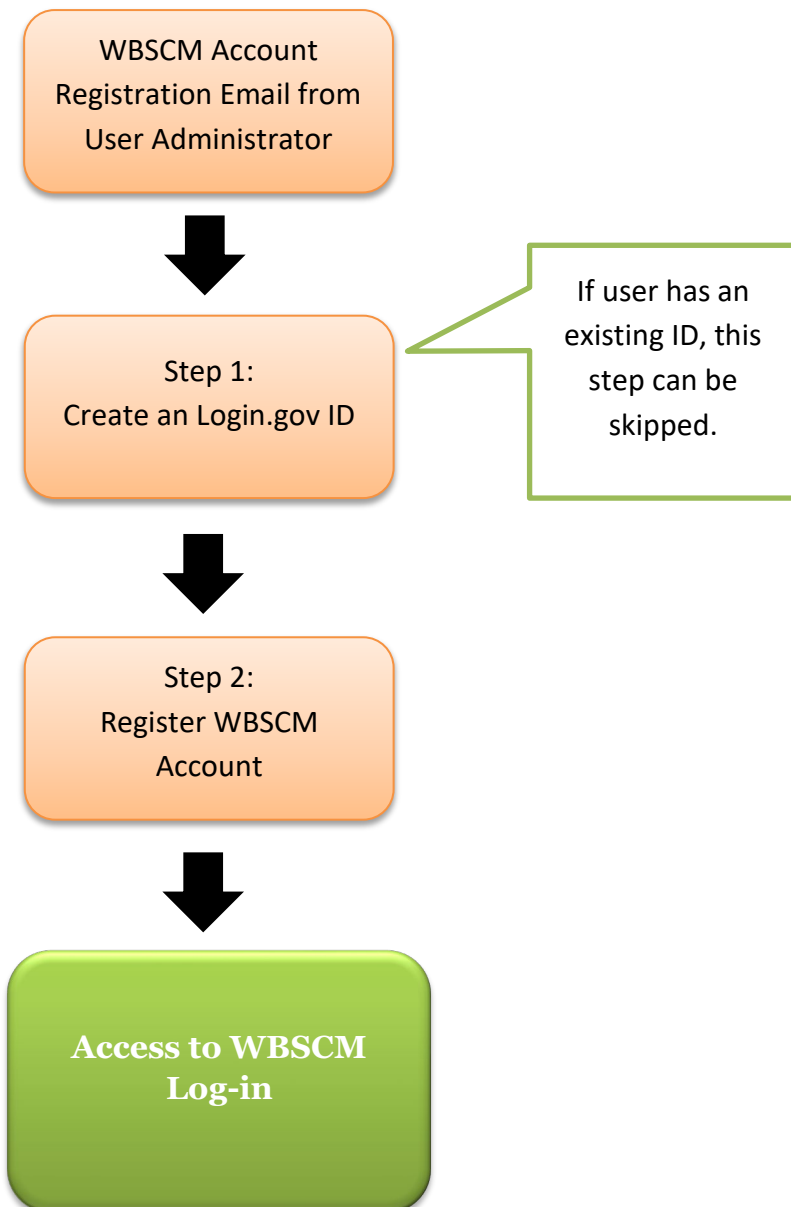 WBSCM Account
Registration Email from
User Administrator
If user has an
existing ID, this
step can be
skipped.
Step 1:
Create an Login.gov ID
Step 2:
Register WBSCM
Account
Access to WBSCM
Log-in